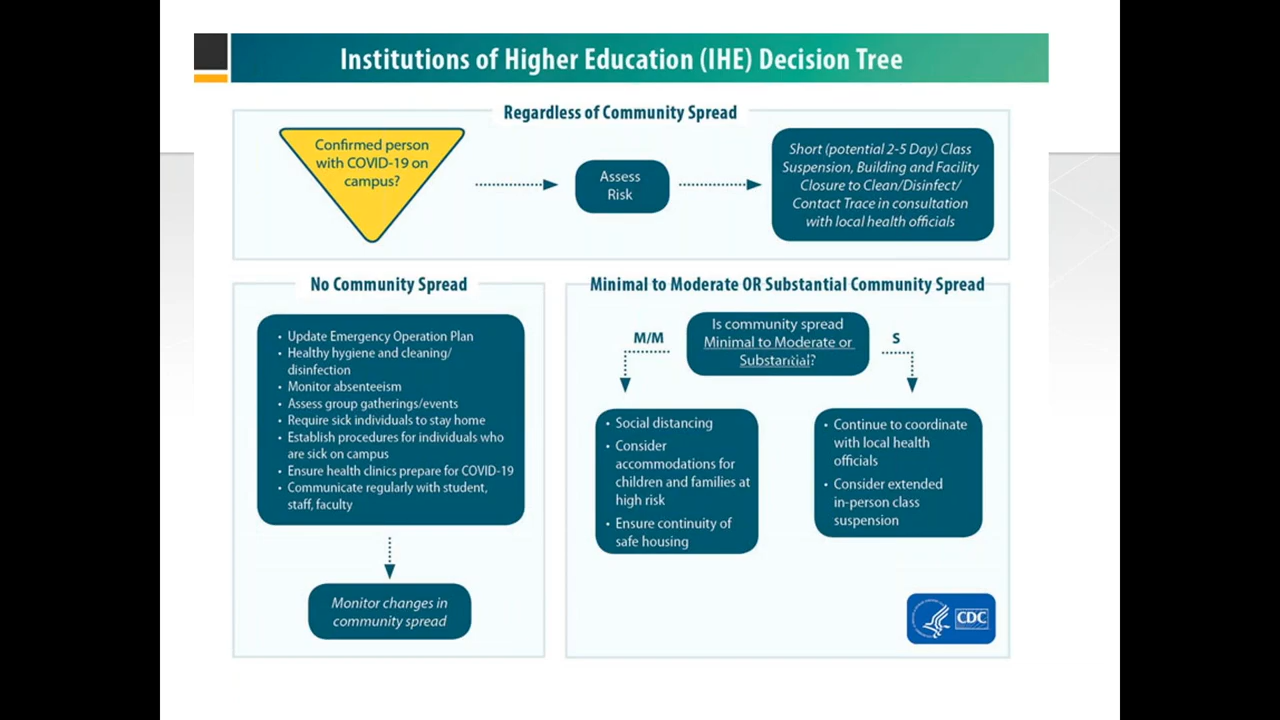 Institutions of Higher Education (IHE) Decision Tree
Regardless of Community Spread
Confirmed person
with COVID-19 on
campus?
Assess
Risk
Short (potential 2-5 Day) Class
Suspension, Building and Facility
Closure to Clean/Disinfect/
Contact Trace in consultation
with local health officials
No Community Spread
• Update Emergency Operation Plan
• Healthy hygiene and cleaning/
disinfection
• Monitor absenteeism
• Assess group gatherings/events
• Require sick individuals to stay home
• Establish procedures for individuals who
are sick on campus
• Ensure health clinics prepare for COVID-19
• Communicate regularly with student,
staff, faculty
Monitor changes in
community spread
Minimal to Moderate OR Substantial Community Spread
Is community spread
Minimal to Moderate or
Substantial?
M/M
S
• Social distancing
• Consider
accommodations for
children and families at
high risk
• Ensure continuity of
safe housing
• Continue to coordinate
with local health
officials
• Consider extended
in-person class
suspension
CDC